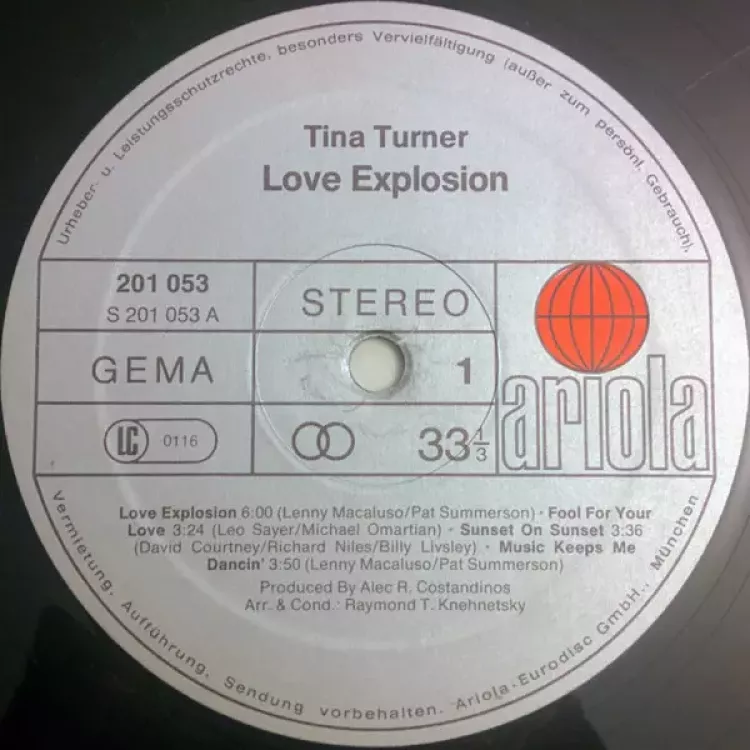 Urheber- u. Leistungsschutzrechte, besonders Vervielfältigung (außer zum persönl. Gebrauch),
Tina Turner
Love Explosion
201 053
S 201 053 A
STEREO
GEMA
1
ariola
LC 0116
33 1/3
Love Explosion 6:00 (Lenny Macaluso/Pat Summerson) · Fool For Your
Love 3:24 (Leo Sayer/Michael Omartian) · Sunset On Sunset 3:36
(David Courtney/Richard Niles/Billy Livsley) · Music Keeps Me
Dancin' 3:50 (Lenny Macaluso/Pat Summerson)
Produced By Alec R. Costandinos
Arr. & Cond.: Raymond T. Knehnetsky
Vermietung, Aufführung, Sendung vorbehalten. Ariola-Eurodisc GmbH., München